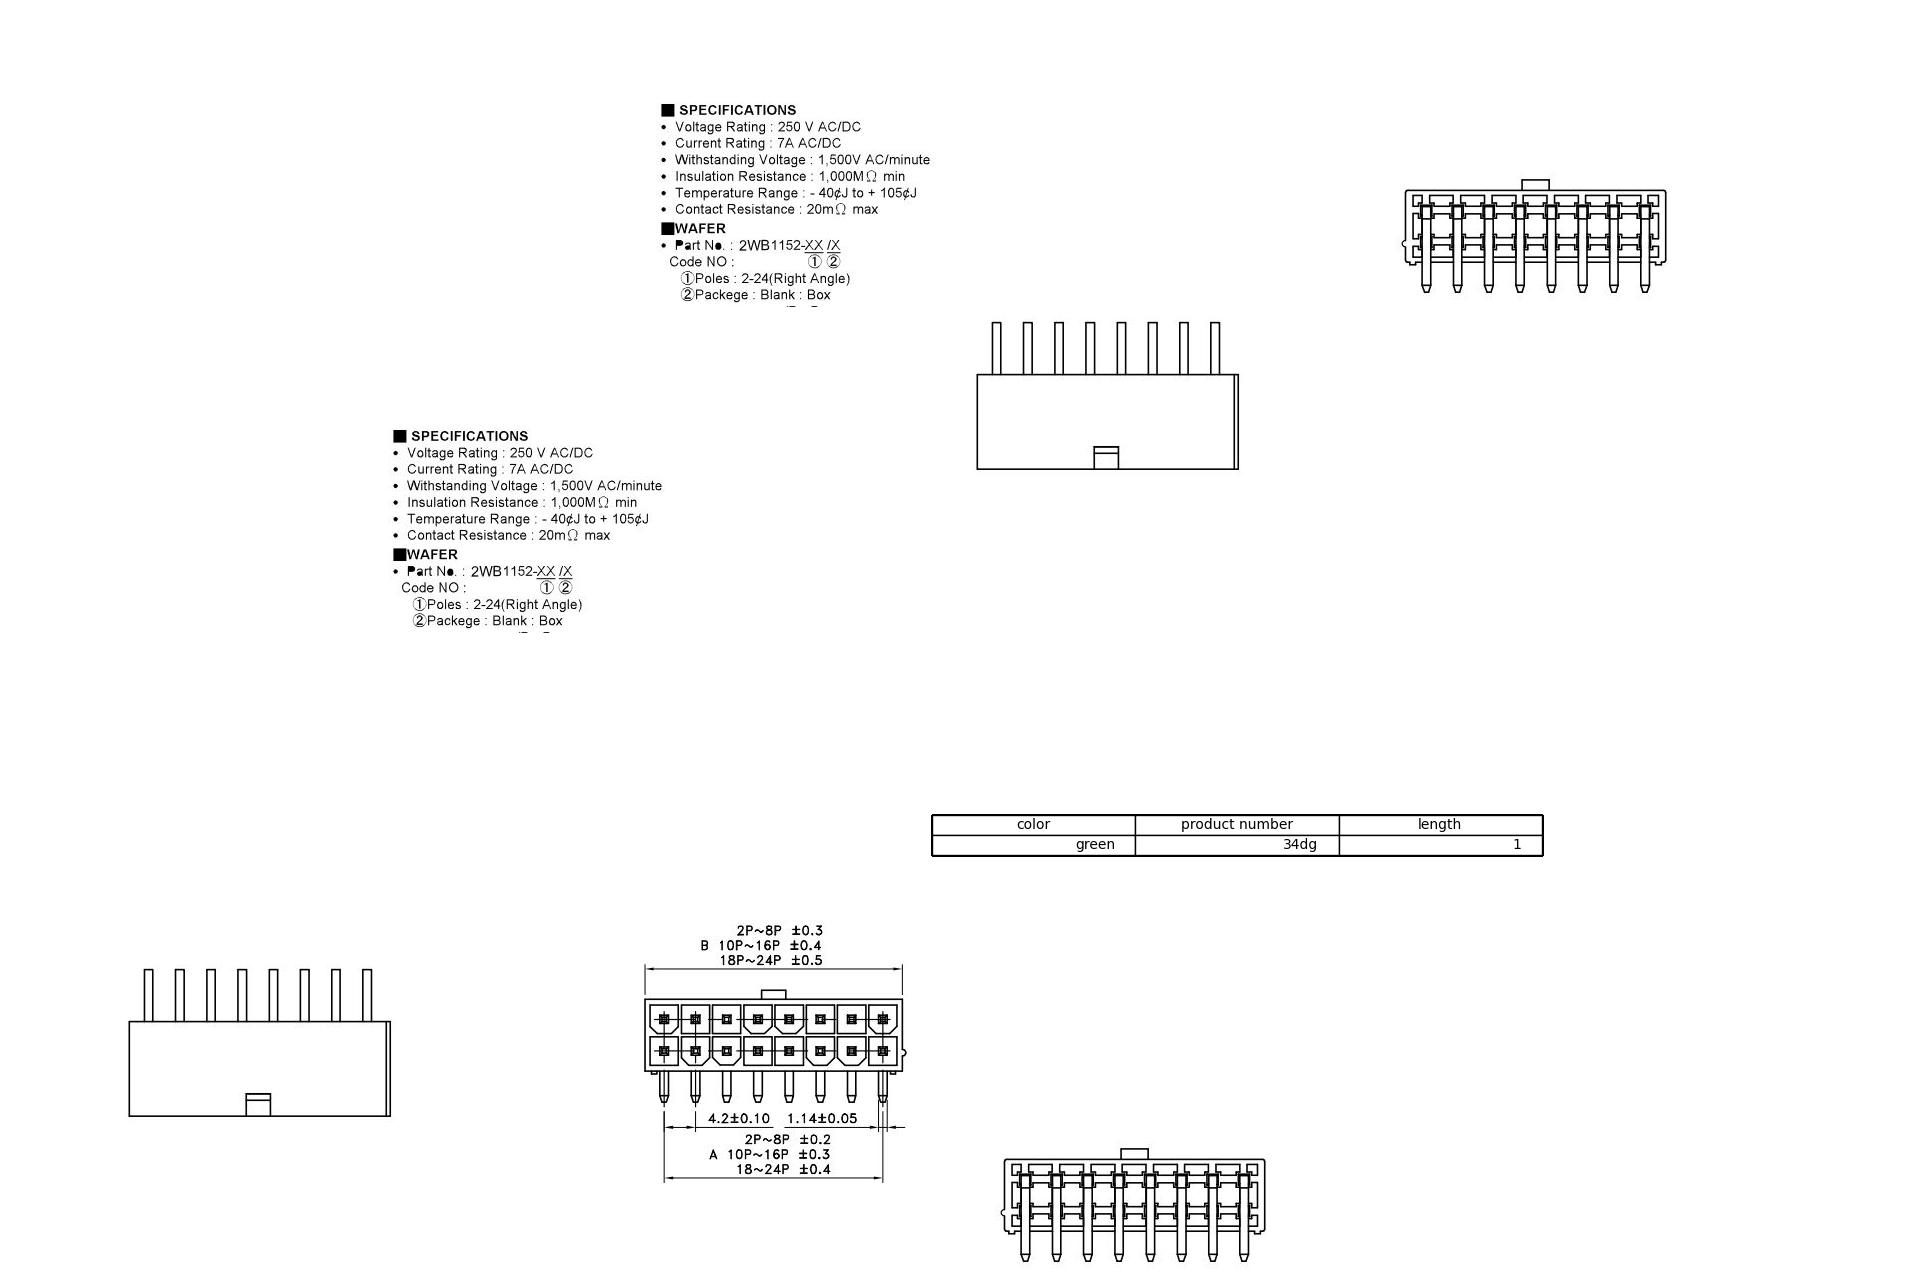 ■ SPECIFICATIONS
• Voltage Rating : 250 V AC/DC
• Current Rating : 7A AC/DC
• Withstanding Voltage : 1,500V AC/minute
• Insulation Resistance : 1,000MΩ min
• Temperature Range : - 40¢J to + 105¢J
• Contact Resistance : 20mΩ max
■WAFER
• Part No. : 2WB1152-XX /X
Code NO : ① ②
①Poles : 2-24(Right Angle)
②Packege : Blank : Box
■ SPECIFICATIONS
• Voltage Rating : 250 V AC/DC
• Current Rating : 7A AC/DC
• Withstanding Voltage : 1,500V AC/minute
• Insulation Resistance : 1,000MΩ min
• Temperature Range : - 40¢J to + 105¢J
• Contact Resistance : 20mΩ max
■WAFER
• Part No. : 2WB1152-XX /X
Code NO : ① ②
①Poles : 2-24(Right Angle)
②Packege : Blank : Box
color product number length
green 34dg 1
2P~8P ±0.3
B 10P~16P ±0.4
18P~24P ±0.5
4.2±0.10 1.14±0.05
2P~8P ±0.2
A 10P~16P ±0.3
18~24P ±0.4